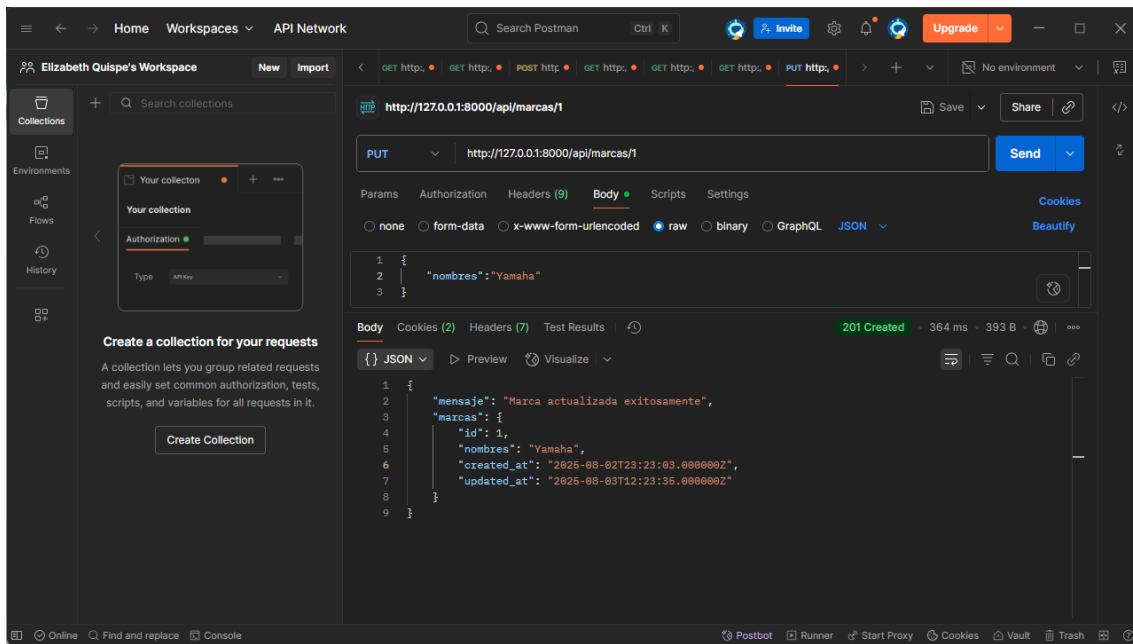 Home Workspaces API Network Search Postman Ctrl K Invite Upgrade
Elizabeth Quispe's Workspace New Import GET http:, GET http:, POST http GET http:, GET http:, GET http:, PUT http:, No environment
Collections
Environments
Flows
History
Search collections
Your collecton
Your collection
Authorization
Type API Key
Create a collection for your requests
A collection lets you group related requests
and easily set common authorization, tests,
scripts, and variables for all requests in it.
Create Collection
HTTP http://127.0.0.1:8000/api/marcas/1 Save Share
PUT http://127.0.0.1:8000/api/marcas/1 Send
Params Authorization Headers (9) Body Scripts Settings Cookies
none form-data x-www-form-urlencoded raw binary GraphQL JSON Beautify
1 {
2 "nombres":"Yamaha"
3 }
Body Cookies (2) Headers (7) Test Results 201 Created 364 ms 393 B
{} JSON Preview Visualize
1 {
2 "mensaje": "Marca actualizada exitosamente",
3 "marcas": {
4 "id": 1,
5 "nombres": "Yamaha",
6 "created_at": "2025-08-02T23:23:03.000000Z",
7 "updated_at": "2025-08-03T12:23:35.000000Z"
8 }
9 }
Online Find and replace Console Postbot Runner Start Proxy Cookies Vault Trash